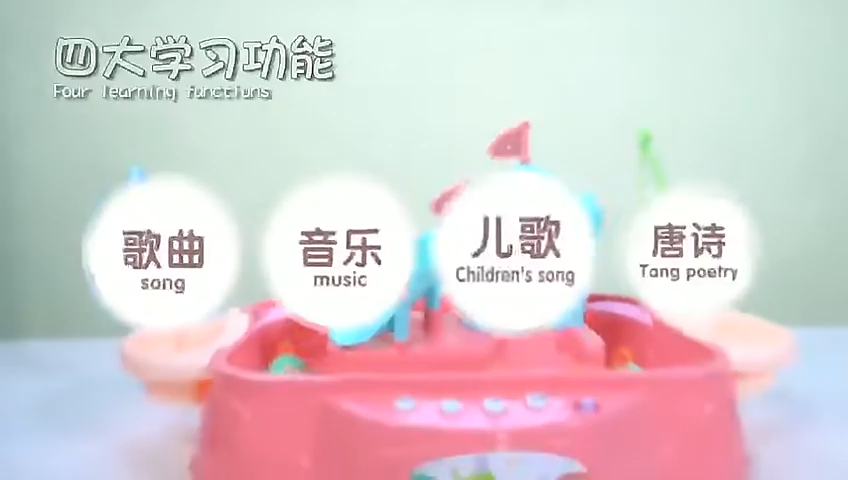 四大学习功能
Four learning functions
歌曲
song
音乐
music
儿歌
Children's song
唐诗
Tang poetry